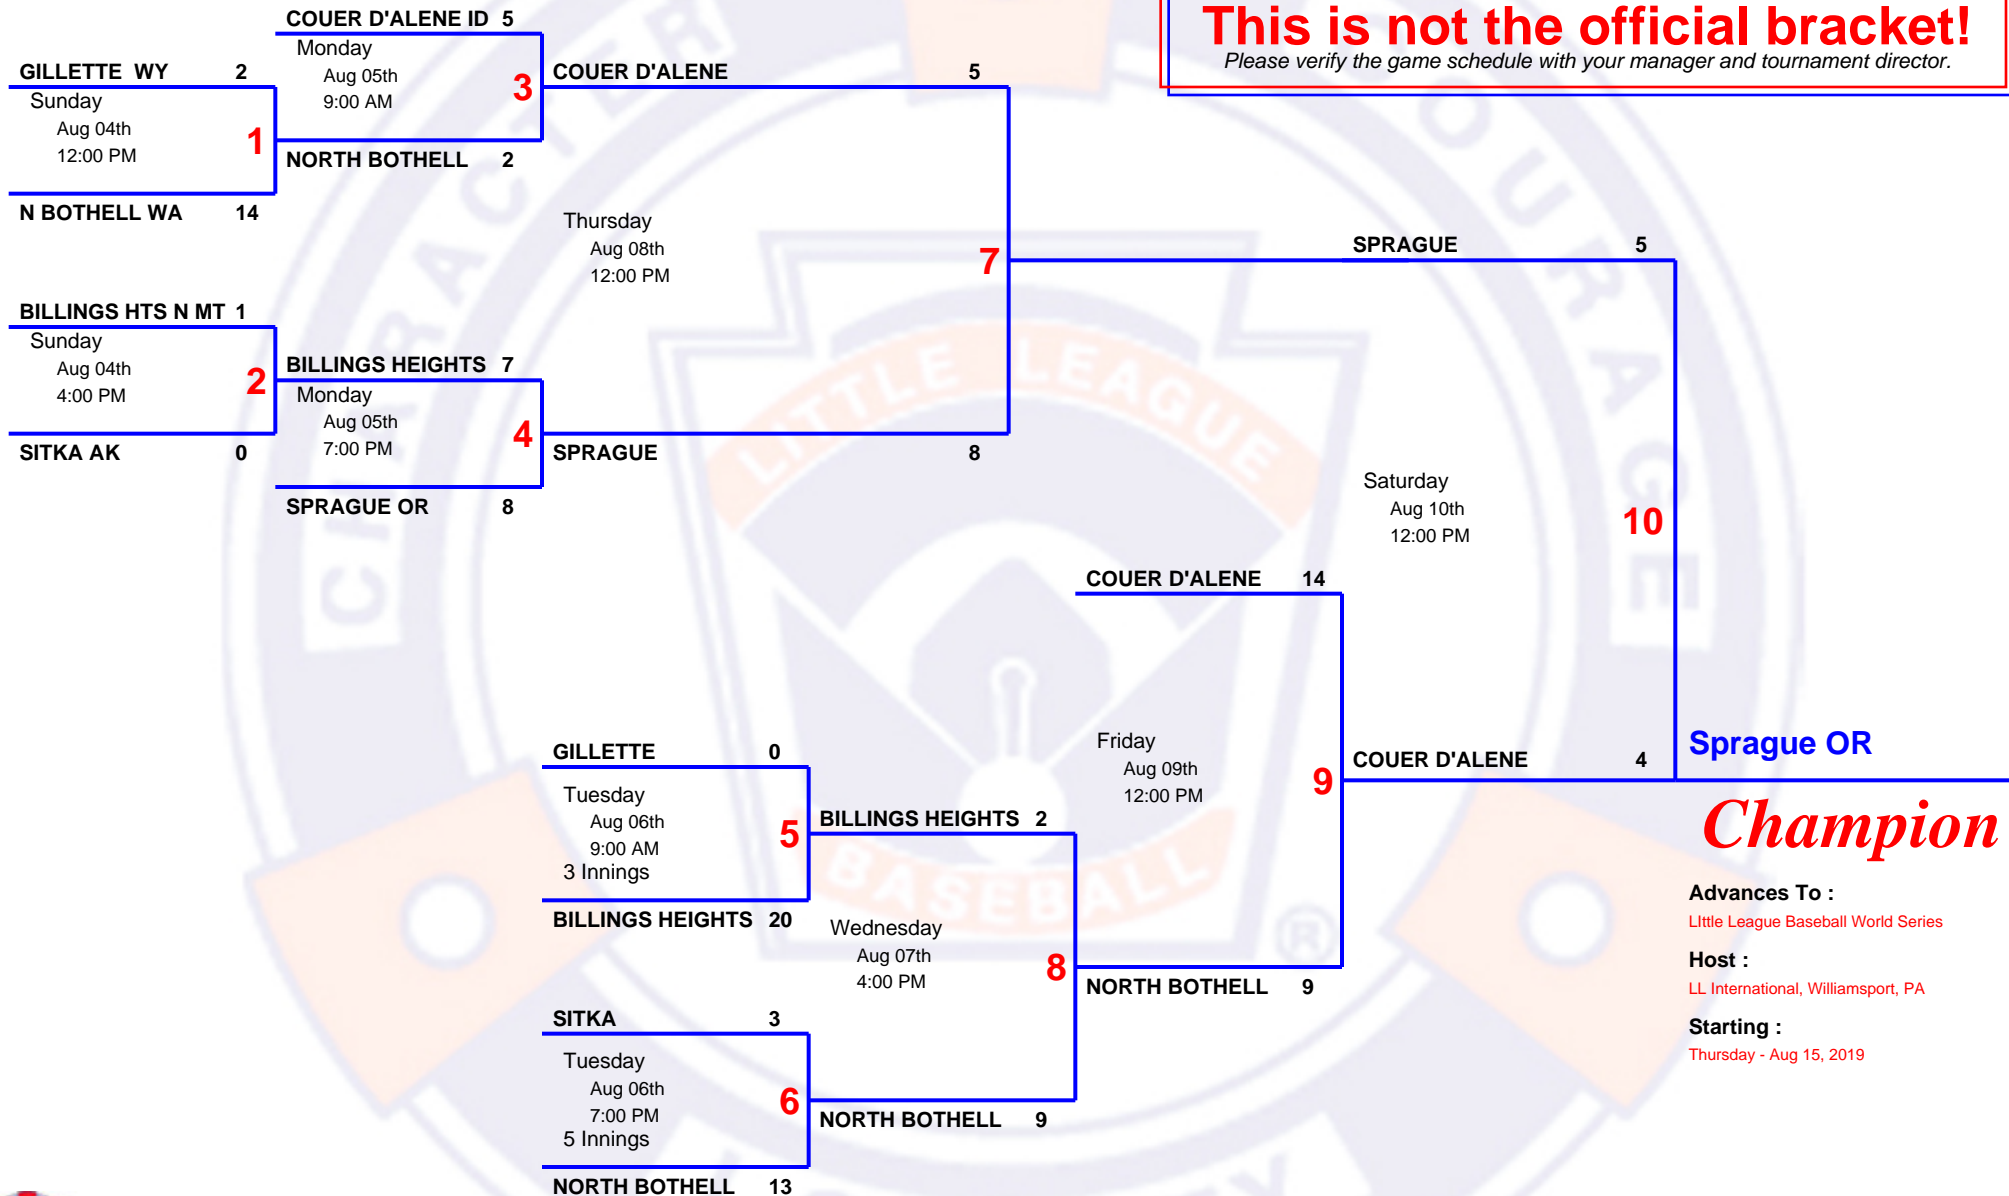 This is not the official bracket!
Please verify the game schedule with your manager and tournament director.
COUER D'ALENE ID 5
Monday
Aug 05th
9:00 AM
3
NORTH BOTHELL 2
GILLETTE WY 2
Sunday
Aug 04th
12:00 PM
1
N BOTHELL WA 14
COUER D'ALENE 5
Thursday
Aug 08th
12:00 PM
7
SPRAGUE 8
BILLINGS HTS N MT 1
Sunday
Aug 04th
4:00 PM
2
SITKA AK 0
BILLINGS HEIGHTS 7
Monday
Aug 05th
7:00 PM
4
SPRAGUE OR 8
SPRAGUE 5
Saturday
Aug 10th
12:00 PM
10
COUER D'ALENE 4
COUER D'ALENE 14
Friday
Aug 09th
12:00 PM
9
NORTH BOTHELL 9
GILLETTE 0
Tuesday
Aug 06th
9:00 AM
3 Innings
5
BILLINGS HEIGHTS 20
BILLINGS HEIGHTS 2
Wednesday
Aug 07th
4:00 PM
8
NORTH BOTHELL 9
SITKA 3
Tuesday
Aug 06th
7:00 PM
5 Innings
6
NORTH BOTHELL 13
Sprague OR
Champion
Advances To :
LIttle League Baseball World Series
Host :
LL International, Williamsport, PA
Starting :
Thursday - Aug 15, 2019
CHARACTER
COURAGE
LITTLE LEAGUE
BASEBALL
®